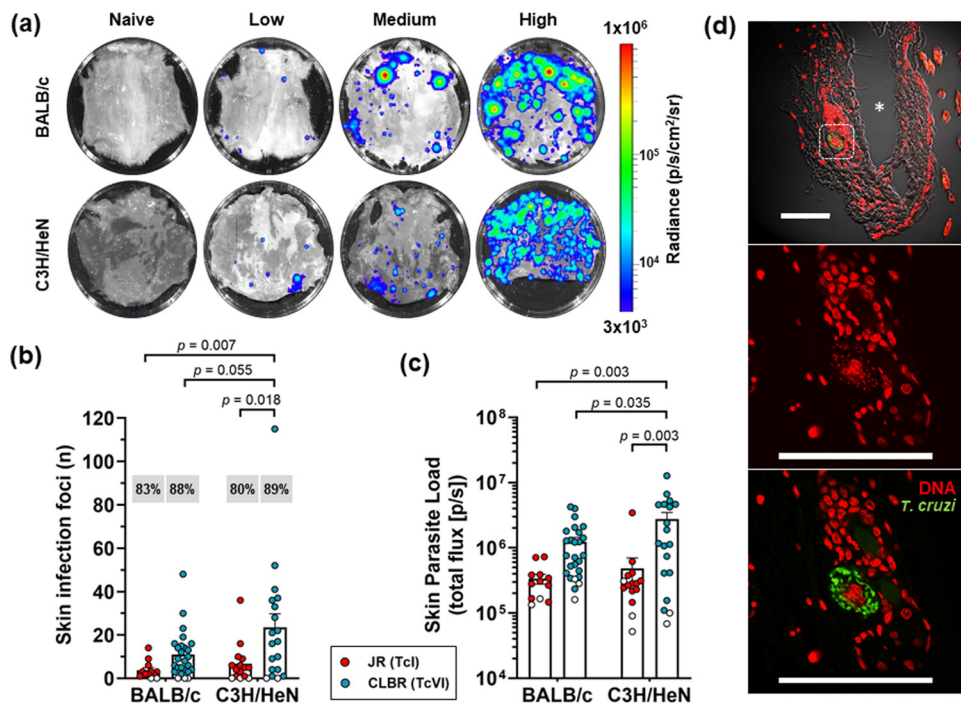 (a)
Naive Low Medium High
BALB/c
C3H/HeN
1x10⁶
10⁵
10⁴
3x10³
Radiance (p/s/cm²/sr)
(b)
p = 0.007
p = 0.055
p = 0.018
Skin infection foci (n)
120
100
80
60
40
20
0
83% 88% 80% 89%
BALB/c C3H/HeN
JR (TcI)
CLBR (TcVI)
(c)
p = 0.003
p = 0.035
p = 0.003
Skin Parasite Load
(total flux [p/s])
10⁸
10⁷
10⁶
10⁵
10⁴
BALB/c C3H/HeN
(d)
*
DNA
T. cruzi